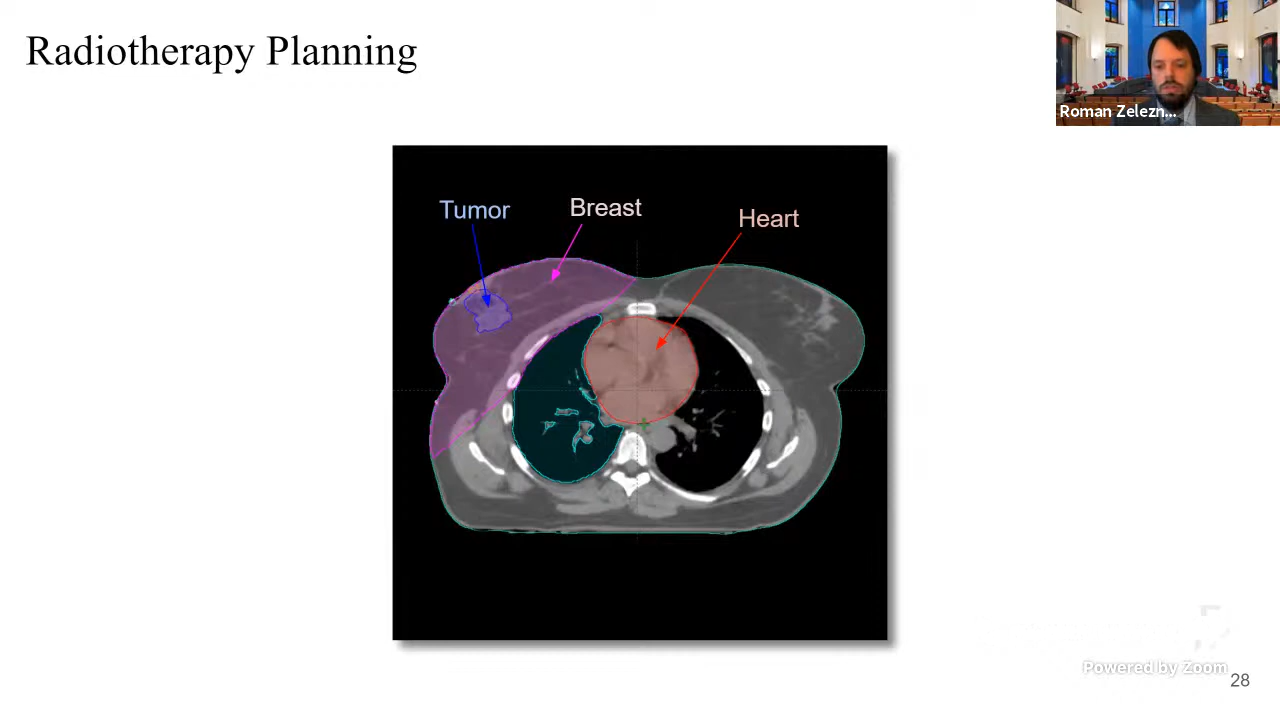 Radiotherapy Planning
Roman Zelezn...
Tumor
Breast
Heart
Powered by Zoom
28